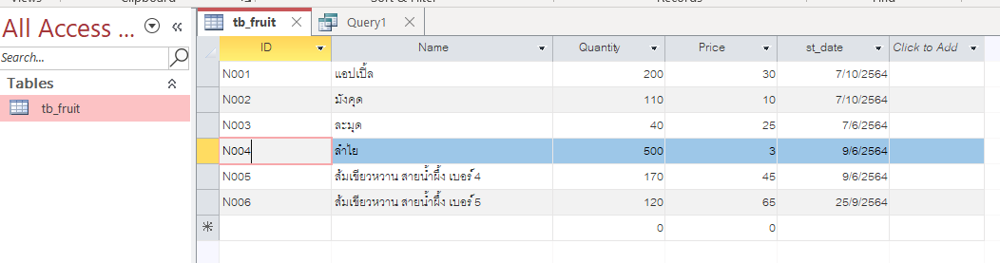 Views Clipboard Sort & Filter Records Find
All Access ...
Search...
Tables
tb_fruit
tb_fruit Query1
ID Name Quantity Price st_date Click to Add
N001 แอปเปิ้ล 200 30 7/10/2564
N002 มังคุด 110 10 7/10/2564
N003 ละมุด 40 25 7/6/2564
N004 ลำไย 500 3 9/6/2564
N005 ส้มเขียวหวาน สายน้ำผึ้ง เบอร์ 4 170 45 9/6/2564
N006 ส้มเขียวหวาน สายน้ำผึ้ง เบอร์ 5 120 65 25/9/2564
0 0